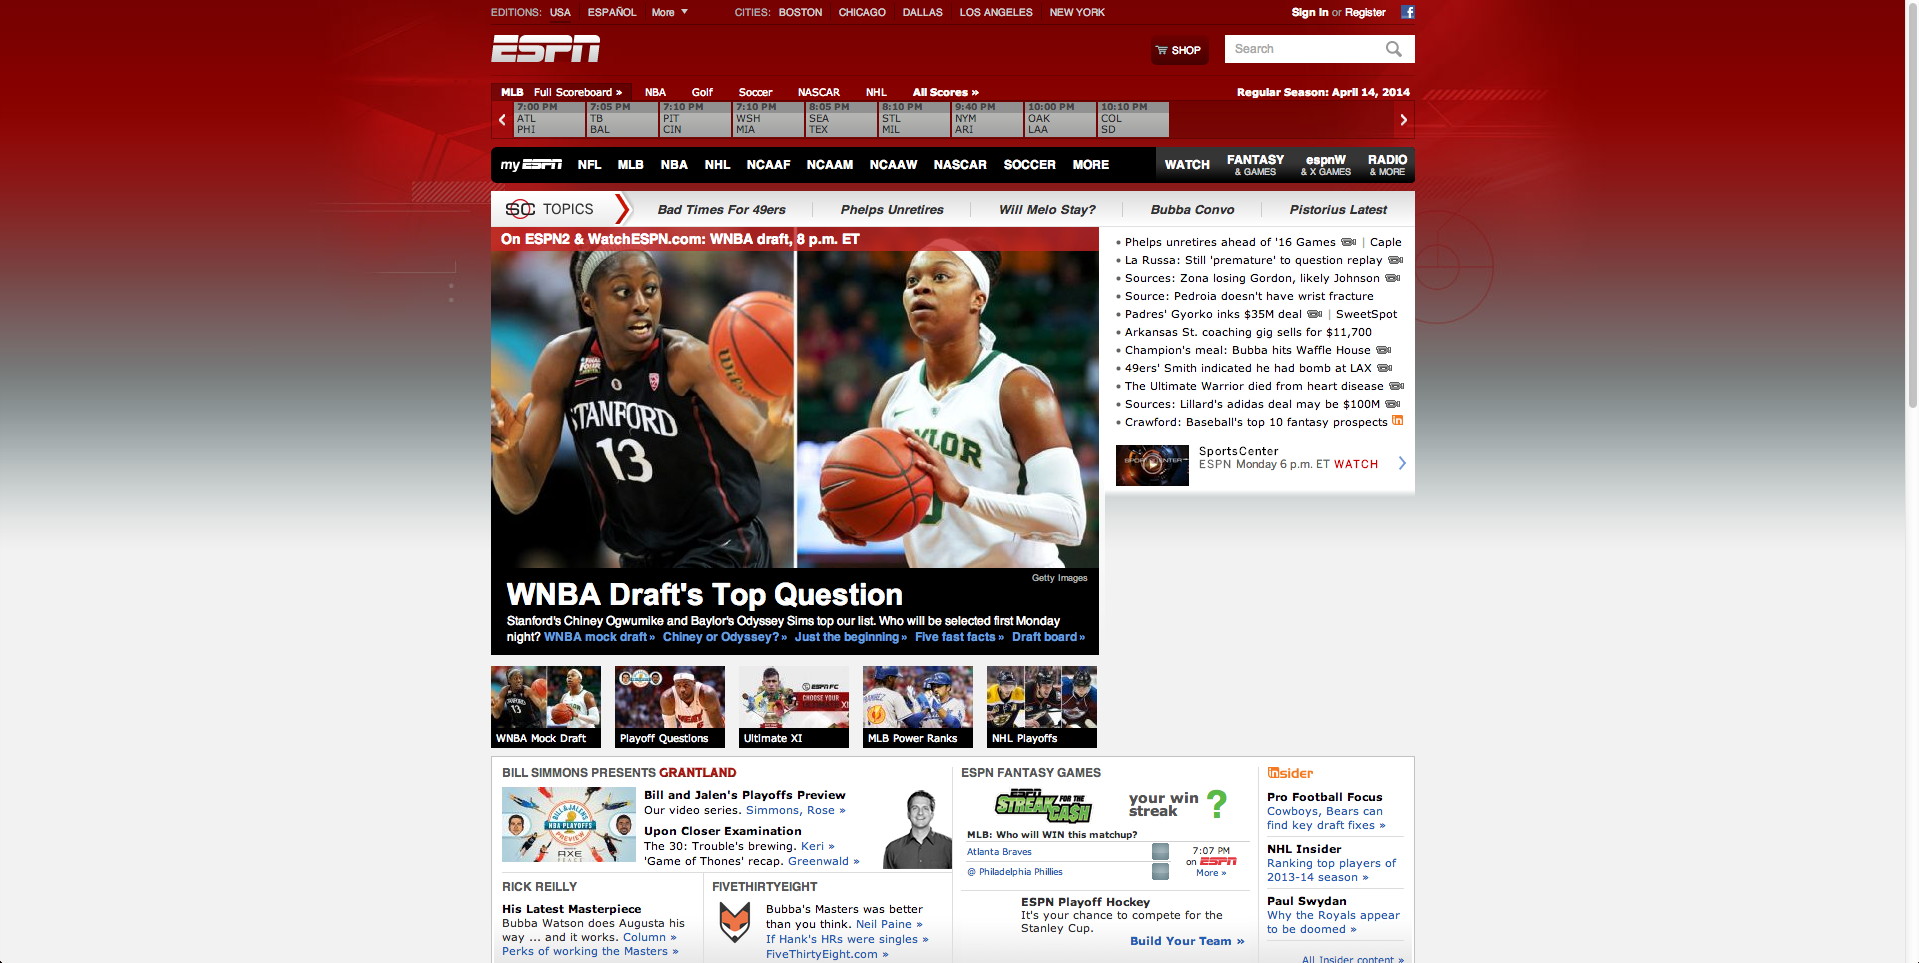 EDITIONS: USA ESPAÑOL More CITIES: BOSTON CHICAGO DALLAS LOS ANGELES NEW YORK Sign In or Register
ESPN SHOP Search
MLB Full Scoreboard » NBA Golf Soccer NASCAR NHL All Scores » Regular Season: April 14, 2014
7:00 PM 7:05 PM 7:10 PM 7:10 PM 8:05 PM 8:10 PM 9:40 PM 10:00 PM 10:10 PM
ATL TB PIT WSH SEA STL NYM OAK COL
PHI BAL CIN MIA TEX MIL ARI LAA SD
my ESPN NFL MLB NBA NHL NCAAF NCAAM NCAAW NASCAR SOCCER MORE WATCH FANTASY & GAMES espnW & X GAMES RADIO & MORE
SC TOPICS Bad Times For 49ers Phelps Unretires Will Melo Stay? Bubba Convo Pistorius Latest
On ESPN2 & WatchESPN.com: WNBA draft, 8 p.m. ET
STANFORD
13
Wilson
Getty Images
WNBA Draft's Top Question
Stanford's Chiney Ogwumike and Baylor's Odyssey Sims top our list. Who will be selected first Monday
night? WNBA mock draft » Chiney or Odyssey? » Just the beginning » Five fast facts » Draft board »
Phelps unretires ahead of '16 Games | Caple
La Russa: Still 'premature' to question replay
Sources: Zona losing Gordon, likely Johnson
Source: Pedroia doesn't have wrist fracture
Padres' Gyorko inks $35M deal | SweetSpot
Arkansas St. coaching gig sells for $11,700
Champion's meal: Bubba hits Waffle House
49ers' Smith indicated he had bomb at LAX
The Ultimate Warrior died from heart disease
Sources: Lillard's adidas deal may be $100M
Crawford: Baseball's top 10 fantasy prospects in
SportsCenter
ESPN Monday 6 p.m. ET WATCH
WNBA Mock Draft
Playoff Questions
ESPN FC
CHOOSE YOUR
Ultimate XI
MLB Power Ranks
NHL Playoffs
BILL SIMMONS PRESENTS GRANTLAND
BILL & JALEN'S
NBA PLAYOFFS
PREVIEW
AXE
PEACE
Bill and Jalen's Playoffs Preview
Our video series. Simmons, Rose »
Upon Closer Examination
The 30: Trouble's brewing. Keri »
'Game of Thones' recap. Greenwald »
RICK REILLY
His Latest Masterpiece
Bubba Watson does Augusta his
way ... and it works. Column »
Perks of working the Masters »
FIVETHIRTYEIGHT
Bubba's Masters was better
than you think. Neil Paine »
If Hank's HRs were singles »
FiveThirtyEight.com »
ESPN FANTASY GAMES
ESPN
STREAK FOR THE CA$H
your win
streak ?
MLB: Who will WIN this matchup?
Atlanta Braves
@ Philadelphia Phillies
7:07 PM
on ESPN
More »
ESPN Playoff Hockey
It's your chance to compete for the
Stanley Cup.
Build Your Team »
insider
Pro Football Focus
Cowboys, Bears can
find key draft fixes »
NHL Insider
Ranking top players of
2013-14 season »
Paul Swydan
Why the Royals appear
to be doomed »
All Insider content »